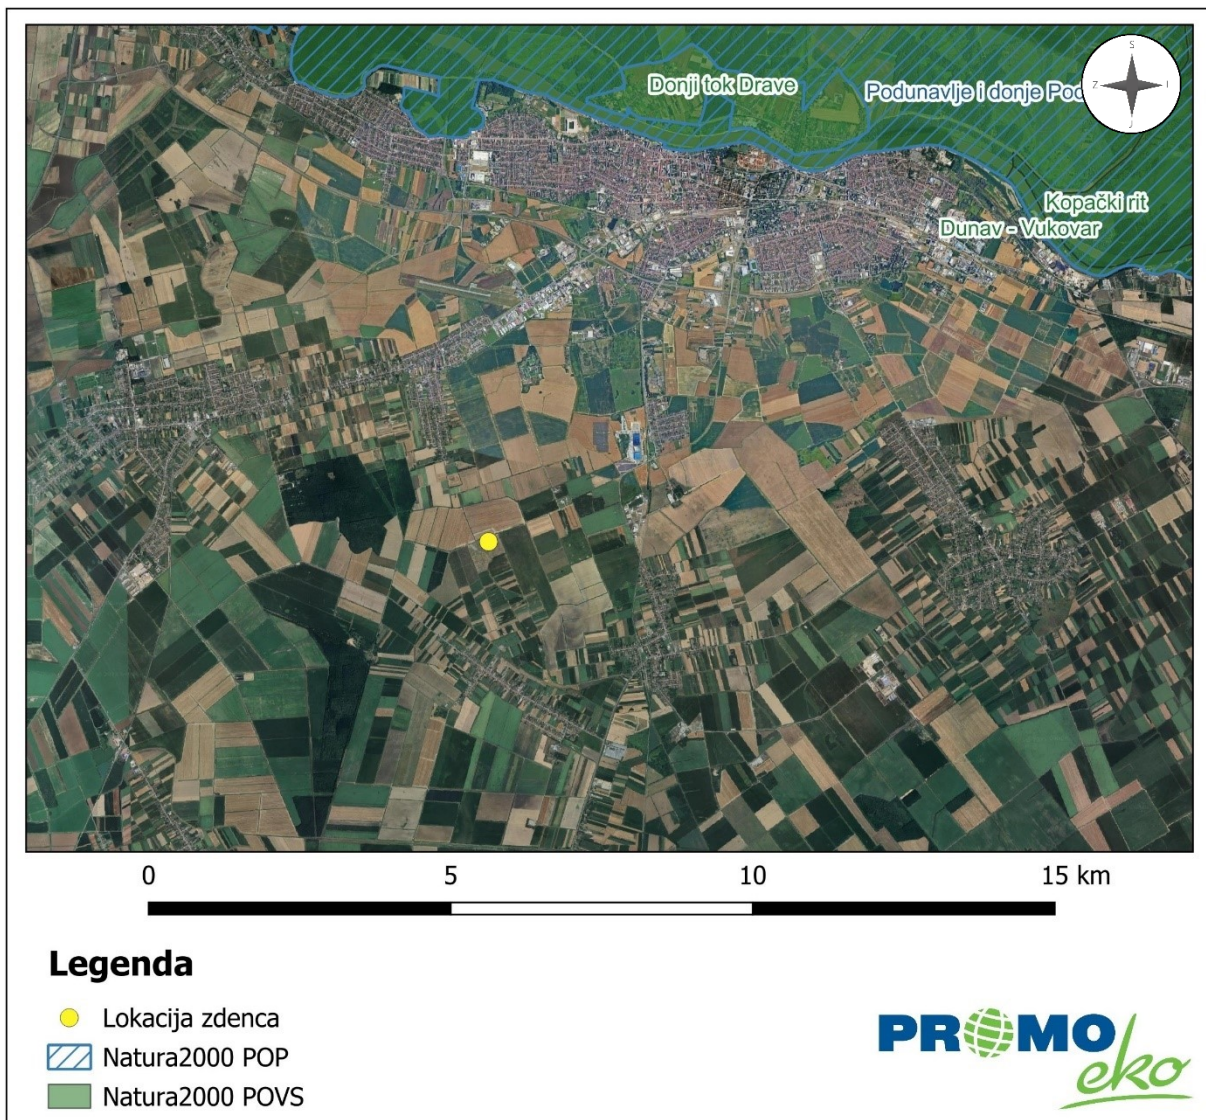 S
Z
I
J
Donji tok Drave
Podunavlje i donje Pod
Kopački rit
Dunav - Vukovar
0 5 10 15 km
Legenda
Lokacija zdenca
Natura2000 POP
Natura2000 POVS
PROMO
eko